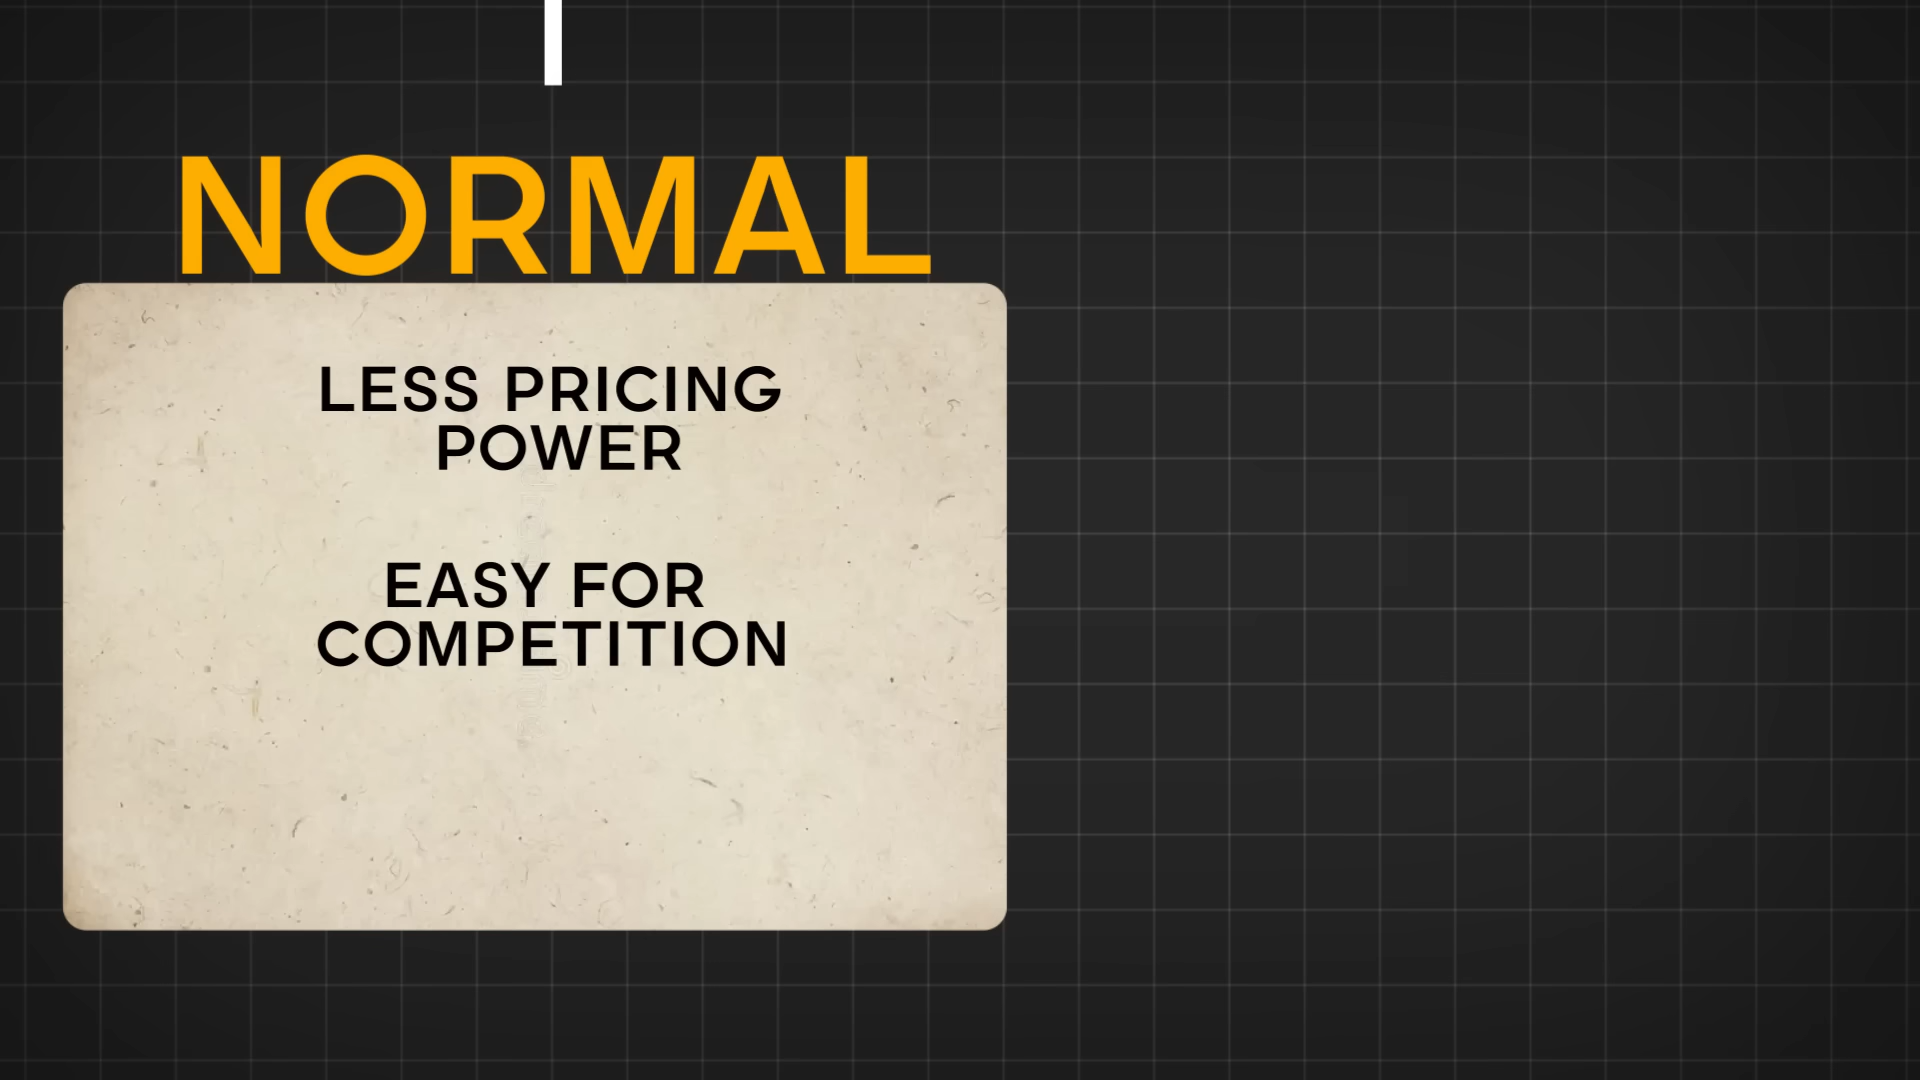 NORMAL
LESS PRICING
POWER
EASY FOR
COMPETITION